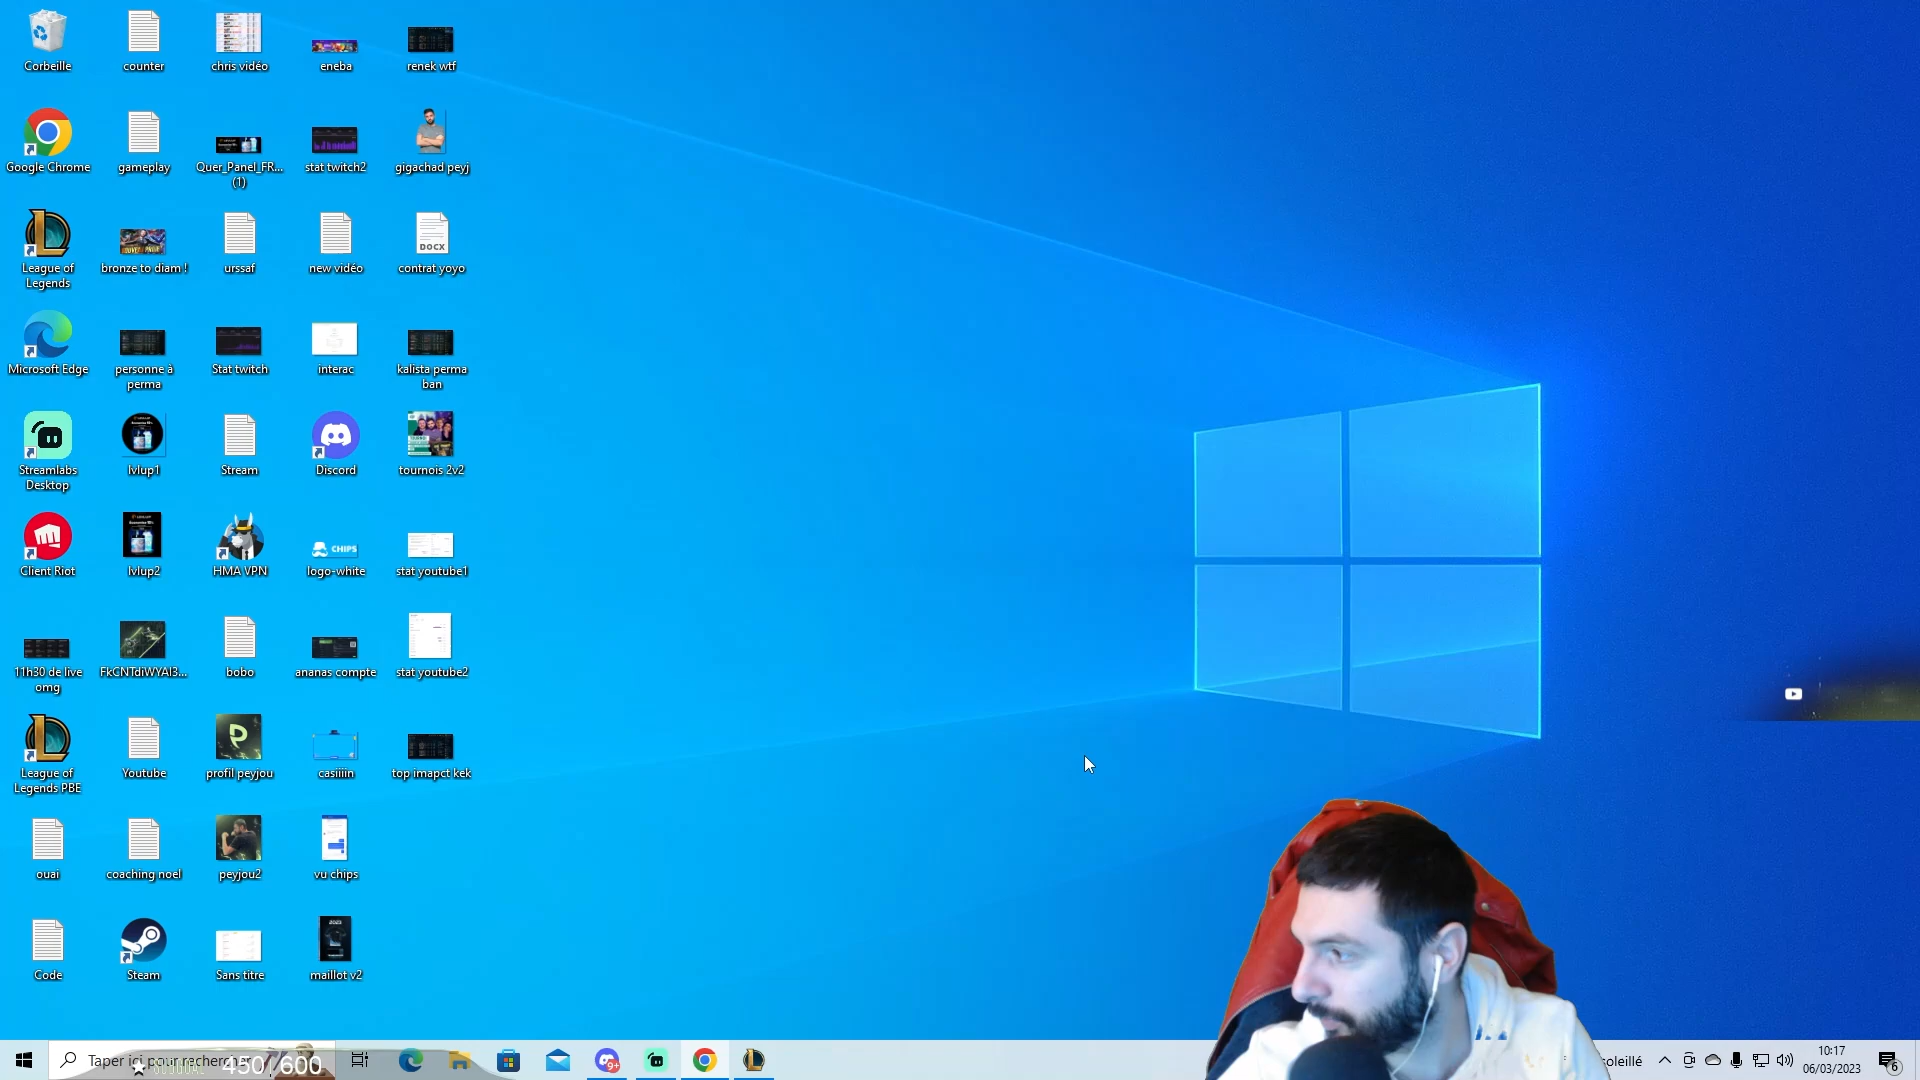 Corbeille
counter
chris vidéo
eneba
renek wtf
Google Chrome
gameplay
Quer_Panel_FR...
(1)
stat twitch2
gigachad peyj
League of
Legends
bronze to diam !
urssaf
new vidéo
DOCX
contrat yoyo
Microsoft Edge
personne à
perma
Stat twitch
interac
kalista perma
ban
Streamlabs
Desktop
lvlup1
Stream
Discord
tournois 2v2
Client Riot
lvlup2
HMA VPN
CHIPS
logo-white
stat youtube1
11h30 de live
omg
FkCNTdiWYAI3...
bobo
ananas compte
stat youtube2
League of
Legends PBE
Youtube
profil peyjou
casiiiin
top imapct kek
ouai
coaching noel
peyjou2
vu chips
Code
Steam
Sans titre
2023
maillot v2
Taper ici pour rechercher
450/600
9+
soleillé
10:17
06/03/2023
6